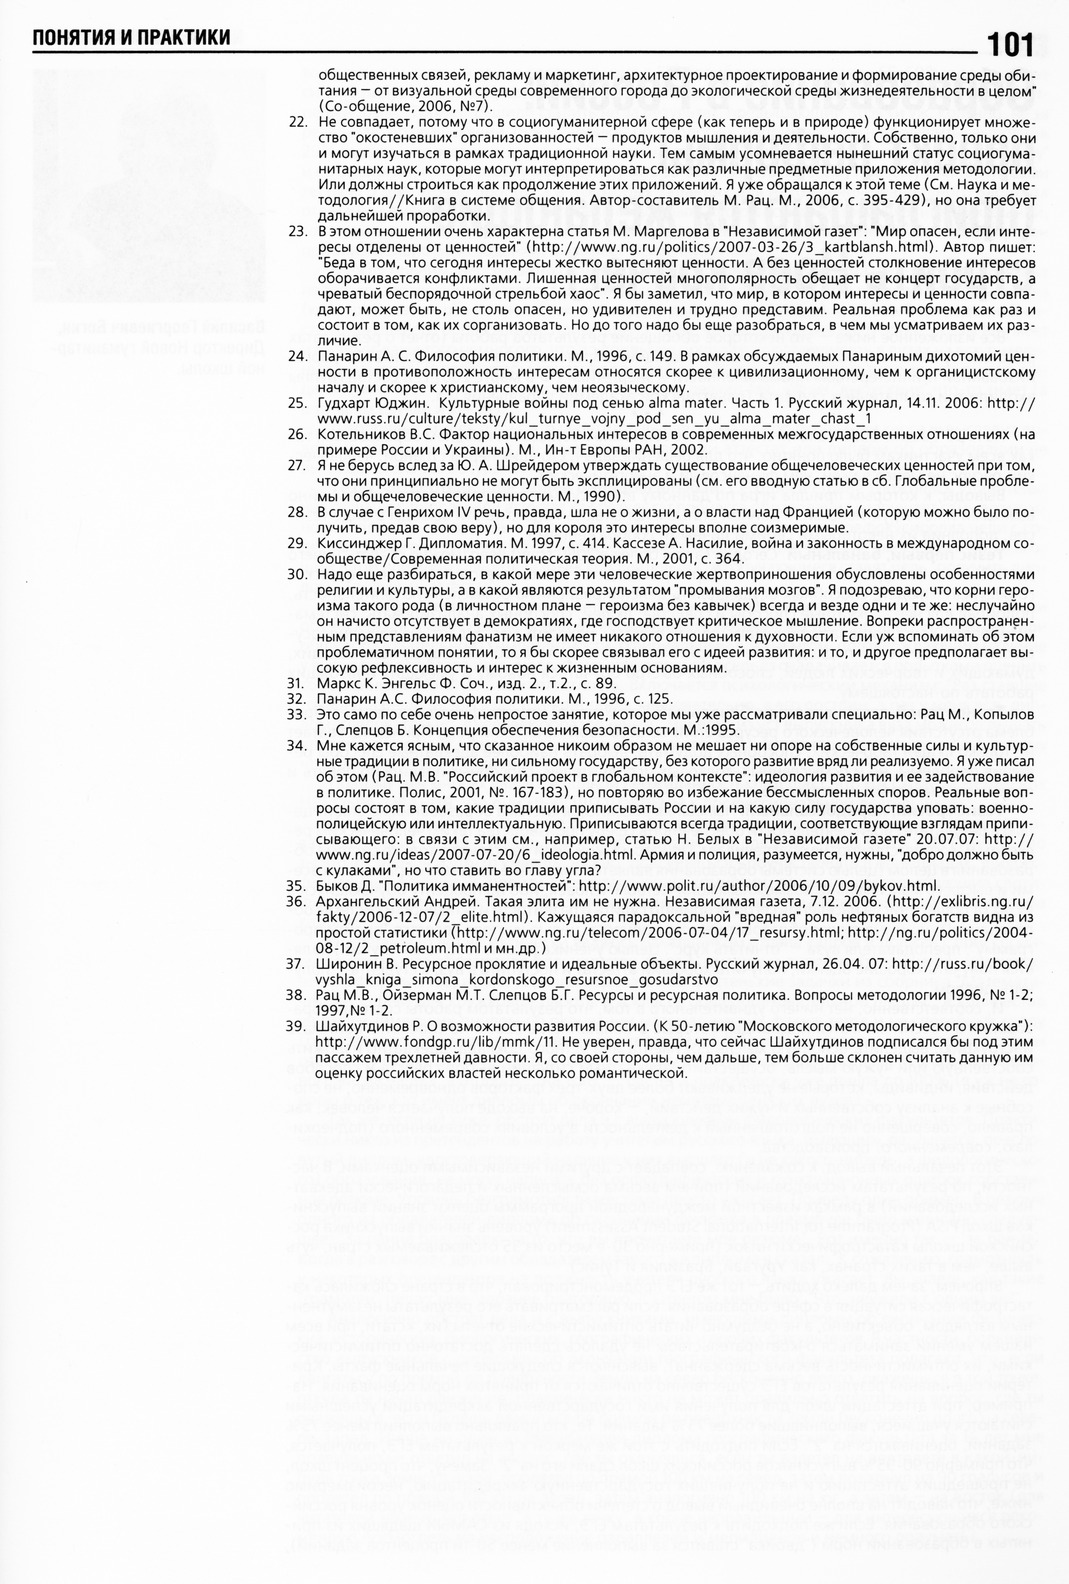 ПОНЯТИЯ И ПРАКТИКИ
101
общественных связей, рекламу и маркетинг, архитектурное проектирование и формирование среды оби-
тания – от визуальной среды современного города до экологической среды жизнедеятельности в целом"
(Со-общение, 2006, №7).
22. Не совпадает, потому что в социогуманитерной сфере (как теперь и в природе) функционирует множе-
ство "окостеневших" организованностей – продуктов мышления и деятельности. Собственно, только они
и могут изучаться в рамках традиционной науки. Тем самым усомневается нынешний статус социогума-
нитарных наук, которые могут интерпретироваться как различные предметные приложения методологии.
Или должны строиться как продолжение этих приложений. Я уже обращался к этой теме (См. Наука и ме-
тодология//Книга в системе общения. Автор-составитель М. Рац. М., 2006, с. 395-429), но она требует
дальнейшей проработки.
23. В этом отношении очень характерна статья М. Маргелова в "Независимой газет": "Мир опасен, если инте-
ресы отделены от ценностей" (http://www.ng.ru/politics/2007-03-26/3_kartblansh.html). Автор пишет:
"Беда в том, что сегодня интересы жестко вытесняют ценности. А без ценностей столкновение интересов
оборачивается конфликтами. Лишенная ценностей многополярность обещает не концерт государств, а
чреватый беспорядочной стрельбой хаос". Я бы заметил, что мир, в котором интересы и ценности совпа-
дают, может быть, не столь опасен, но удивителен и трудно представим. Реальная проблема как раз и
состоит в том, как их сорганизовать. Но до того надо бы еще разобраться, в чем мы усматриваем их раз-
личие.
24. Панарин А. С. Философия политики. М., 1996, с. 149. В рамках обсуждаемых Панариным дихотомий цен-
ности в противоположность интересам относятся скорее к цивилизационному, чем к органицистскому
началу и скорее к христианскому, чем неоязыческому.
25. Гудхарт Юджин. Культурные войны под сенью alma mater. Часть 1. Русский журнал, 14.11. 2006: http://
www.russ.ru/culture/teksty/kul_turnye_vojny_pod_sen_yu_alma_mater_chast_1
26. Котельников В.С. Фактор национальных интересов в современных межгосударственных отношениях (на
примере России и Украины). М., Ин-т Европы РАН, 2002.
27. Я не берусь вслед за Ю. А. Шрейдером утверждать существование общечеловеческих ценностей при том,
что они принципиально не могут быть эксплицированы (см. его вводную статью в сб. Глобальные пробле-
мы и общечеловеческие ценности. М., 1990).
28. В случае с Генрихом IV речь, правда, шла не о жизни, а о власти над Францией (которую можно было по-
лучить, предав свою веру), но для короля это интересы вполне соизмеримые.
29. Киссинджер Г. Дипломатия. М. 1997, с. 414. Кассезе А. Насилие, война и законность в международном со-
обществе/Современная политическая теория. М., 2001, с. 364.
30. Надо еще разбираться, в какой мере эти человеческие жертвоприношения обусловлены особенностями
религии и культуры, а в какой являются результатом "промывания мозгов". Я подозреваю, что корни геро-
изма такого рода (в личностном плане – героизма без кавычек) всегда и везде одни и те же: неслучайно
он начисто отсутствует в демократиях, где господствует критическое мышление. Вопреки распространен-
ным представлениям фанатизм не имеет никакого отношения к духовности. Если уж вспоминать об этом
проблематичном понятии, то я бы скорее связывал его с идеей развития: и то, и другое предполагает вы-
сокую рефлексивность и интерес к жизненным основаниям.
31. Маркс К. Энгельс Ф. Соч., изд. 2., т.2., с. 89.
32. Панарин А.С. Философия политики. М., 1996, с. 125.
33. Это само по себе очень непростое занятие, которое мы уже рассматривали специально: Рац М., Копылов
Г., Слепцов Б. Концепция обеспечения безопасности. М.:1995.
34. Мне кажется ясным, что сказанное никоим образом не мешает ни опоре на собственные силы и культур-
ные традиции в политике, ни сильному государству, без которого развитие вряд ли реализуемо. Я уже писал
об этом (Рац. М.В. "Российский проект в глобальном контексте": идеология развития и ее задействование
в политике. Полис, 2001, №. 167-183), но повторяю во избежание бессмысленных споров. Реальные воп-
росы состоят в том, какие традиции приписывать России и на какую силу государства уповать: военно-
полицейскую или интеллектуальную. Приписываются всегда традиции, соответствующие взглядам припи-
сывающего: в связи с этим см., например, статью Н. Белых в "Независимой газете" 20.07.07: http://
www.ng.ru/ideas/2007-07-20/6_ideologia.html. Армия и полиция, разумеется, нужны, "добро должно быть
с кулаками", но что ставить во главу угла?
35. Быков Д. "Политика имманентностей": http://www.polit.ru/author/2006/10/09/bykov.html.
36. Архангельский Андрей. Такая элита им не нужна. Независимая газета, 7.12. 2006. (http://exlibris.ng.ru/
fakty/2006-12-07/2_elite.html). Кажущаяся парадоксальной "вредная" роль нефтяных богатств видна из
простой статистики (http://www.ng.ru/telecom/2006-07-04/17_resursy.html; http://ng.ru/politics/2004-
08-12/2_petroleum.html и мн.др.)
37. Широнин В. Ресурсное проклятие и идеальные объекты. Русский журнал, 26.04. 07: http://russ.ru/book/
vyshla_kniga_simona_kordonskogo_resursnoe_gosudarstvo
38. Рац М.В., Ойзерман М.Т. Слепцов Б.Г. Ресурсы и ресурсная политика. Вопросы методологии 1996, № 1-2;
1997,№ 1-2.
39. Шайхутдинов Р. О возможности развития России. (К 50-летию "Московского методологического кружка"):
http://www.fondgp.ru/lib/mmk/11. Не уверен, правда, что сейчас Шайхутдинов подписался бы под этим
пассажем трехлетней давности. Я, со своей стороны, чем дальше, тем больше склонен считать данную им
оценку российских властей несколько романтической.